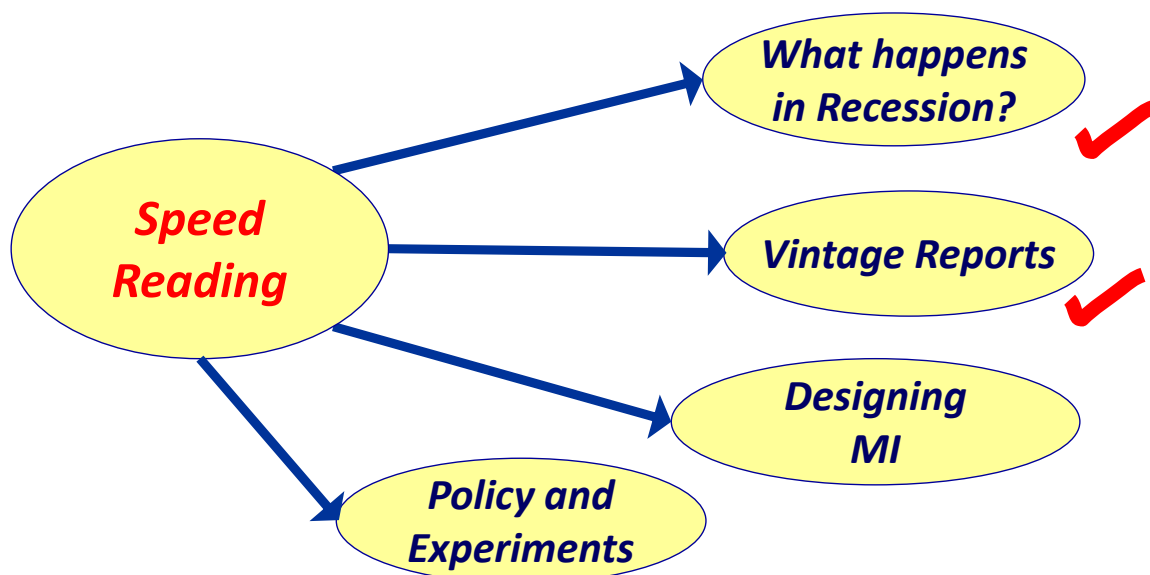 What happens
in Recession?
Speed
Reading
Vintage Reports
Designing
MI
Policy and
Experiments